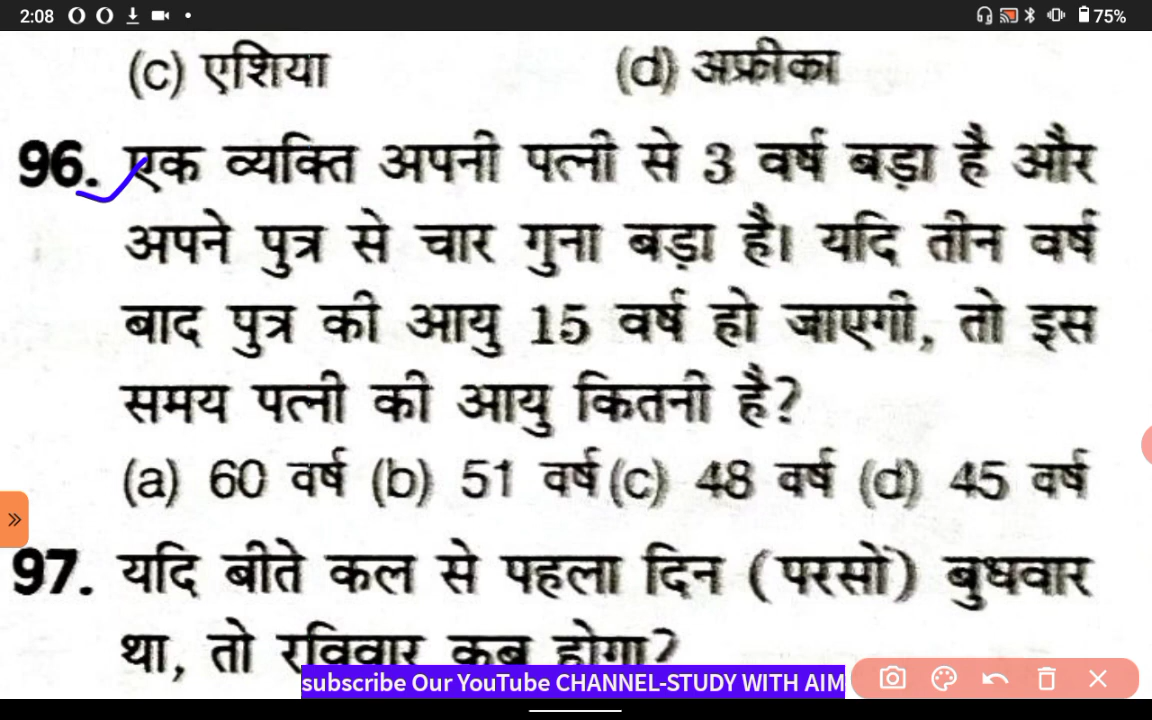 2:08
75%
(c) एशिया (d) अफ्रीका
96. एक व्यक्ति अपनी पत्नी से 3 वर्ष बड़ा है और
अपने पुत्र से चार गुना बड़ा है। यदि तीन वर्ष
बाद पुत्र की आयु 15 वर्ष हो जाएगी, तो इस
समय पत्नी की आयु कितनी है?
(a) 60 वर्ष (b) 51 वर्ष (c) 48 वर्ष (d) 45 वर्ष
97. यदि बीते कल से पहला दिन (परसों) बुधवार
था, तो रविवार कब होगा?
subscribe Our YouTube CHANNEL-STUDY WITH AIM